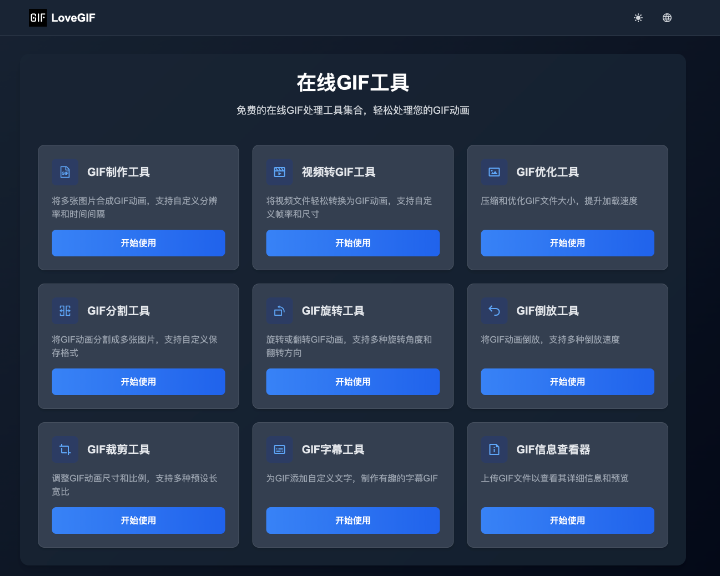 GIF LoveGIF
在线GIF工具
免费的在线GIF处理工具集合，轻松处理您的GIF动画
GIF制作工具
将多张图片合成GIF动画，支持自定义分辨
率和时间间隔
开始使用
视频转GIF工具
将视频文件轻松转换为GIF动画，支持自定
义帧率和尺寸
开始使用
GIF优化工具
压缩和优化GIF文件大小，提升加载速度
开始使用
GIF分割工具
将GIF动画分割成多张图片，支持自定义保
存格式
开始使用
GIF旋转工具
旋转或翻转GIF动画，支持多种旋转角度和
翻转方向
开始使用
GIF倒放工具
将GIF动画倒放，支持多种倒放速度
开始使用
GIF裁剪工具
调整GIF动画尺寸和比例，支持多种预设长
宽比
开始使用
GIF字幕工具
为GIF添加自定义文字，制作有趣的字幕GIF
开始使用
GIF信息查看器
上传GIF文件以查看其详细信息和预览
开始使用